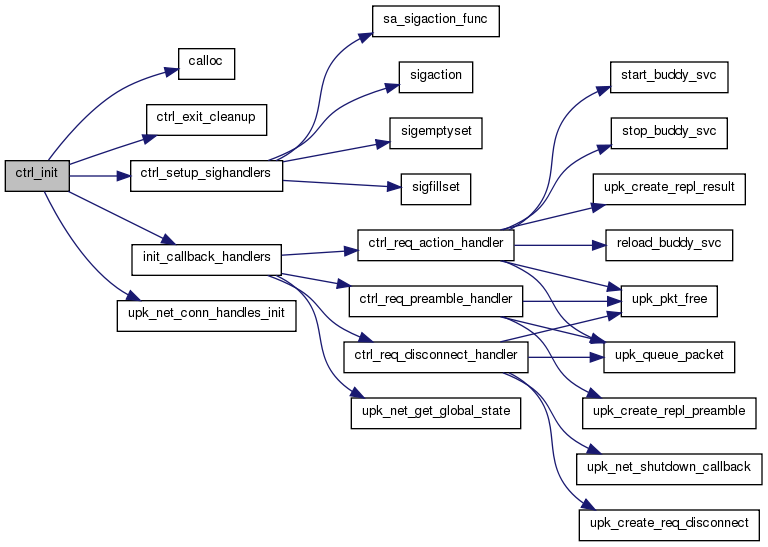 ctrl_init
calloc
ctrl_exit_cleanup
ctrl_setup_sighandlers
init_callback_handlers
upk_net_conn_handles_init
sa_sigaction_func
sigaction
sigemptyset
sigfillset
ctrl_req_action_handler
ctrl_req_preamble_handler
ctrl_req_disconnect_handler
upk_net_get_global_state
start_buddy_svc
stop_buddy_svc
upk_create_repl_result
reload_buddy_svc
upk_pkt_free
upk_queue_packet
upk_create_repl_preamble
upk_net_shutdown_callback
upk_create_req_disconnect